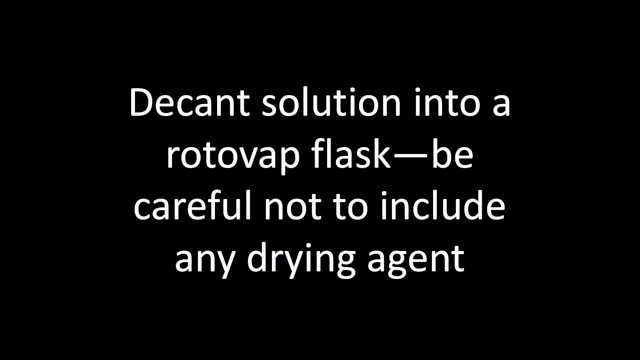 Decant solution into a
rotovap flask—be
careful not to include
any drying agent